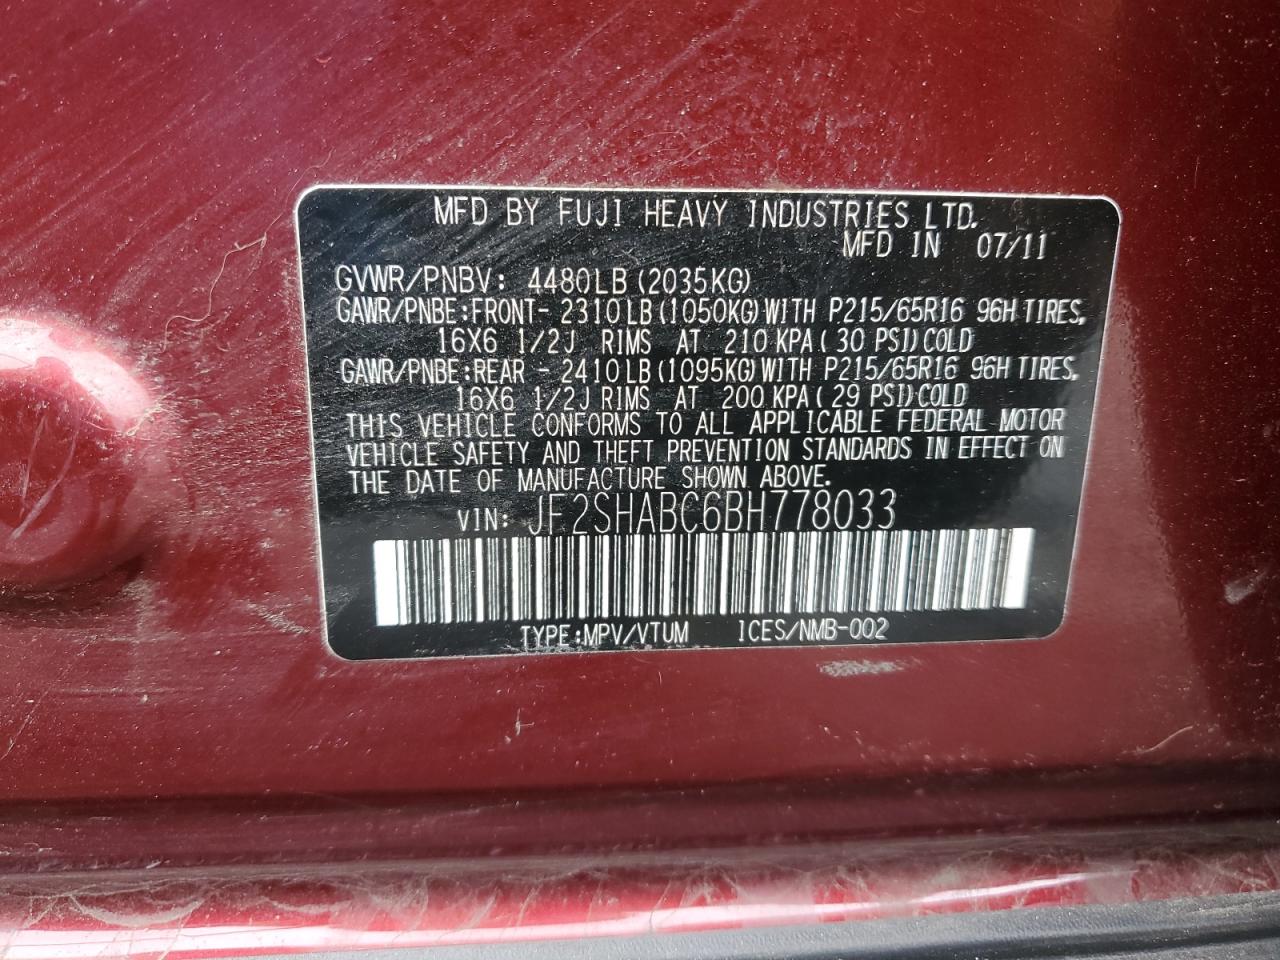 MFD BY FUJI HEAVY INDUSTRIES LTD.
MFD IN 07/11
GVWR/PNBV: 4480LB (2035KG)
GAWR/PNBE:FRONT- 2310LB (1050KG) WITH P215/65R16 96H TIRES,
16X6 1/2J RIMS AT 210 KPA ( 30 PSI) COLD
GAWR/PNBE:REAR - 2410LB (1095KG) WITH P215/65R16 96H TIRES,
16X6 1/2J RIMS AT 200 KPA ( 29 PSI) COLD
THIS VEHICLE CONFORMS TO ALL APPLICABLE FEDERAL MOTOR
VEHICLE SAFETY AND THEFT PREVENTION STANDARDS IN EFFECT ON
THE DATE OF MANUFACTURE SHOWN ABOVE.
VIN: JF2SHABC6BH778033
TYPE:MPV/VTUM ICES/NMB-002